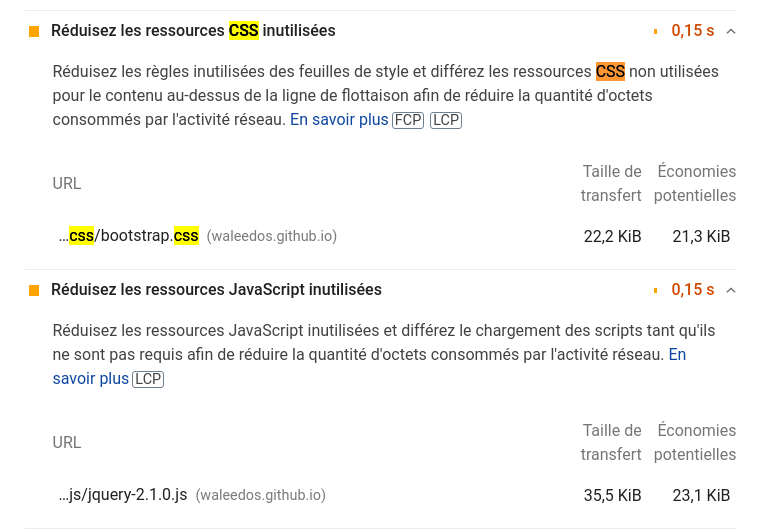 Réduisez les ressources CSS inutilisées 0,15 s
Réduisez les règles inutilisées des feuilles de style et différez les ressources CSS non utilisées
pour le contenu au-dessus de la ligne de flottaison afin de réduire la quantité d'octets
consommés par l'activité réseau. En savoir plus FCP LCP
URL Taille de transfert Économies potentielles
…css/bootstrap.css (waleedos.github.io) 22,2 KiB 21,3 KiB
Réduisez les ressources JavaScript inutilisées 0,15 s
Réduisez les ressources JavaScript inutilisées et différez le chargement des scripts tant qu'ils
ne sont pas requis afin de réduire la quantité d'octets consommés par l'activité réseau. En
savoir plus LCP
URL Taille de transfert Économies potentielles
…js/jquery-2.1.0.js (waleedos.github.io) 35,5 KiB 23,1 KiB